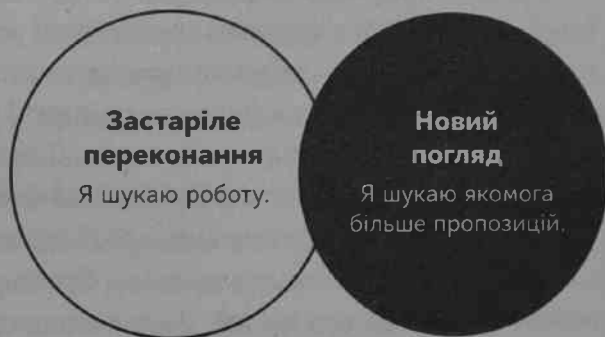 Застаріле
переконання
Я шукаю роботу.
Новий
погляд
Я шукаю якомога
більше пропозицій.